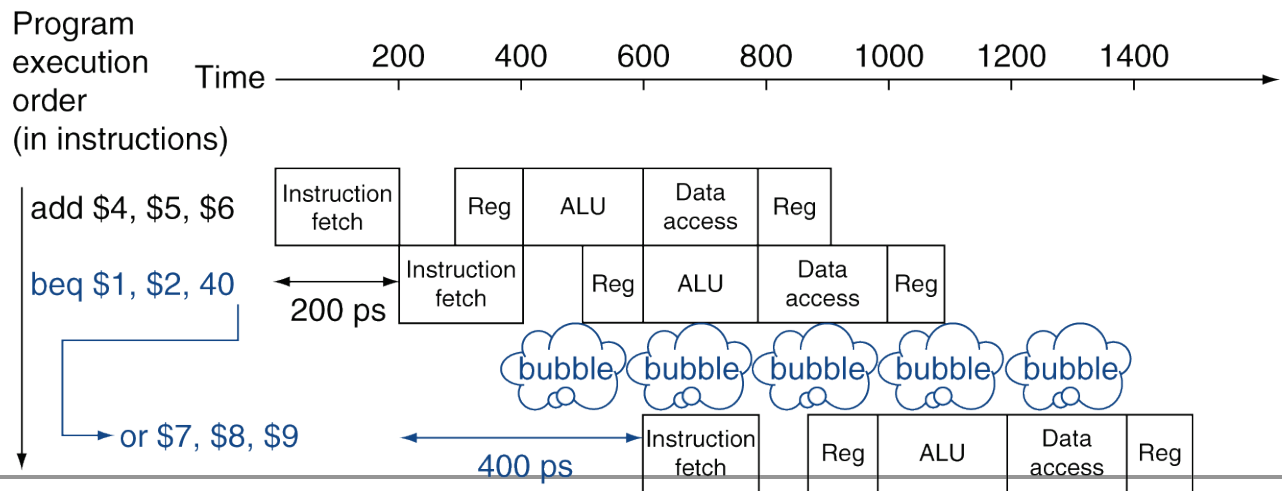 Program
execution
order
(in instructions)
Time
200 400 600 800 1000 1200 1400
add $4, $5, $6
Instruction
fetch
Reg
ALU
Data
access
Reg
beq $1, $2, 40
200 ps
Instruction
fetch
Reg
ALU
Data
access
Reg
bubble bubble bubble bubble bubble
or $7, $8, $9
400 ps
Instruction
fetch
Reg
ALU
Data
access
Reg